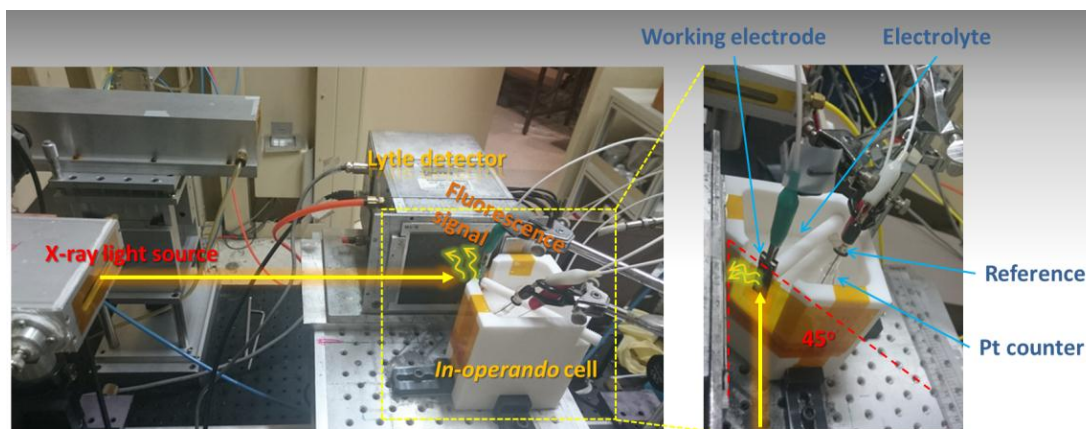 Working electrode
Electrolyte
Lytle detector
Fluorescence
signal
X-ray light source
In-operando cell
45°
Reference
Pt counter